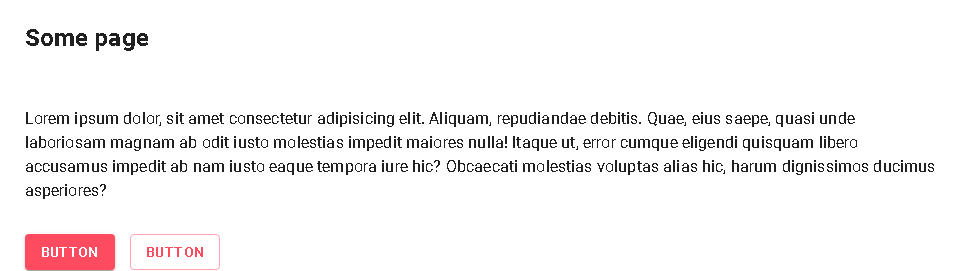 Some page
Lorem ipsum dolor, sit amet consectetur adipisicing elit. Aliquam, repudiandae debitis. Quae, eius saepe, quasi unde
laboriosam magnam ab odit iusto molestias impedit maiores nulla! Itaque ut, error cumque eligendi quisquam libero
accusamus impedit ab nam iusto eaque tempora iure hic? Obcaecati molestias voluptas alias hic, harum dignissimos ducimus
asperiores?
BUTTON BUTTON